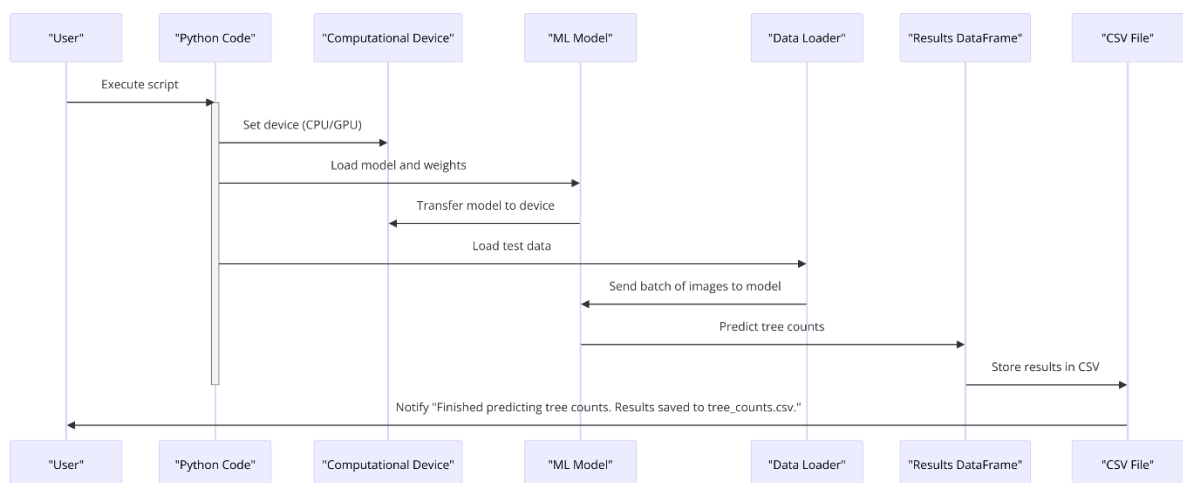 "User" "Python Code" "Computational Device" "ML Model" "Data Loader" "Results DataFrame" "CSV File"
Execute script
Set device (CPU/GPU)
Load model and weights
Transfer model to device
Load test data
Send batch of images to model
Predict tree counts
Store results in CSV
Notify "Finished predicting tree counts. Results saved to tree_counts.csv."
"User" "Python Code" "Computational Device" "ML Model" "Data Loader" "Results DataFrame" "CSV File"